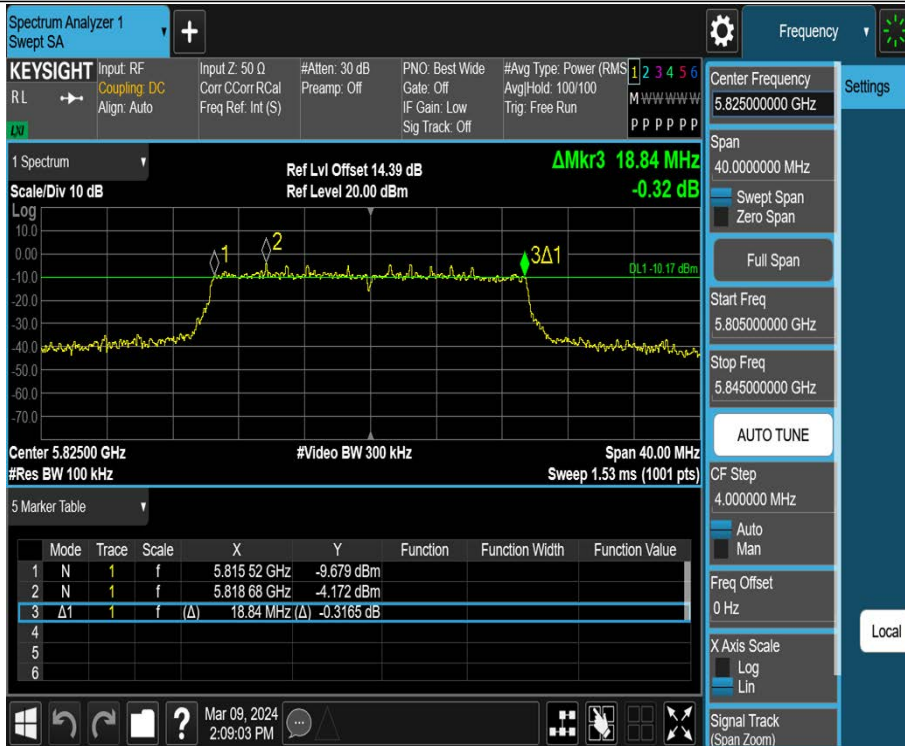 Spectrum Analyzer 1
Swept SA
+
Frequency
KEYSIGHT
R L
LXI
Input: RF
Coupling: DC
Align: Auto
Input Z: 50 Ω
Corr CCorr RCal
Freq Ref: Int (S)
#Atten: 30 dB
Preamp: Off
PNO: Best Wide
Gate: Off
IF Gain: Low
Sig Track: Off
#Avg Type: Power (RMS
Avg|Hold: 100/100
Trig: Free Run
1 2 3 4 5 6
M W W W W W
P P P P P P
Center Frequency
5.825000000 GHz
Settings
1 Spectrum
Scale/Div 10 dB
Ref Lvl Offset 14.39 dB
Ref Level 20.00 dBm
ΔMkr3 18.84 MHz
-0.32 dB
Log
10.0
0.00
-10.0
-20.0
-30.0
-40.0
-50.0
-60.0
-70.0
1
2
3Δ1
DL1 -10.17 dBm
Center 5.82500 GHz
#Res BW 100 kHz
#Video BW 300 kHz
Span 40.00 MHz
Sweep 1.53 ms (1001 pts)
Span
40.0000000 MHz
Swept Span
Zero Span
Full Span
Start Freq
5.805000000 GHz
Stop Freq
5.845000000 GHz
AUTO TUNE
CF Step
4.000000 MHz
Auto
Man
Freq Offset
0 Hz
X Axis Scale
Log
Lin
Signal Track
(Span Zoom)
Local
5 Marker Table
Mode Trace Scale X Y Function Function Width Function Value
1 N 1 f 5.815 52 GHz -9.679 dBm
2 N 1 f 5.818 68 GHz -4.172 dBm
3 Δ1 1 f (Δ) 18.84 MHz (Δ) -0.3165 dB
4
5
6
?
Mar 09, 2024
2:09:03 PM